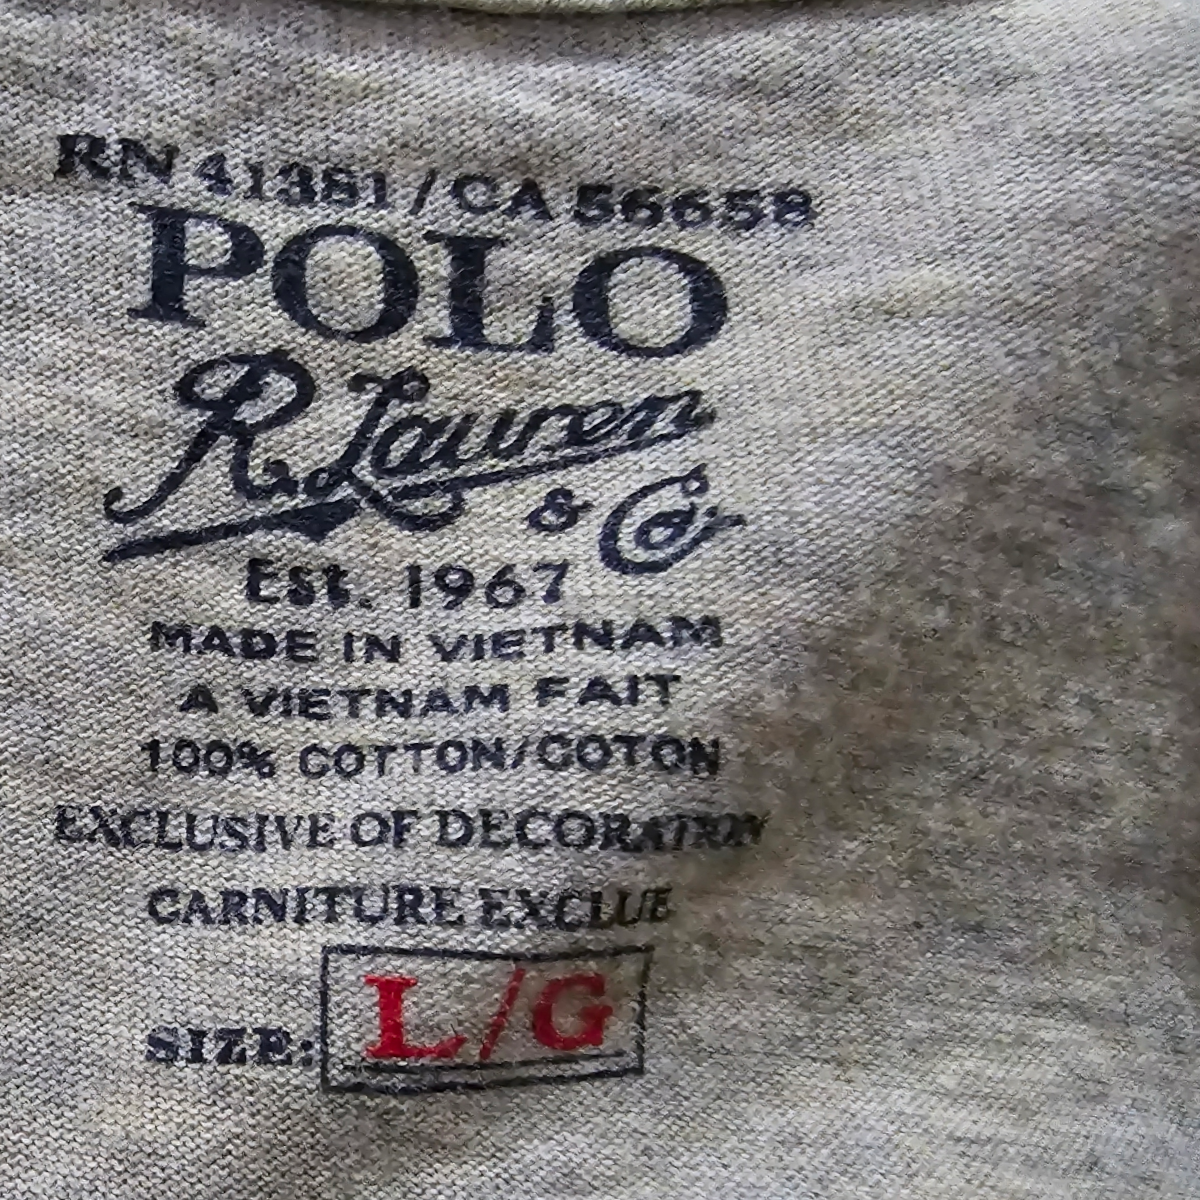 RN 41381 / CA 56658
POLO
R. Lauren
& Co.
Est. 1967
MADE IN VIETNAM
A VIETNAM FAIT
100% COTTON/COTON
EXCLUSIVE OF DECORATION
GARNITURE EXCLUE
SIZE: L/G